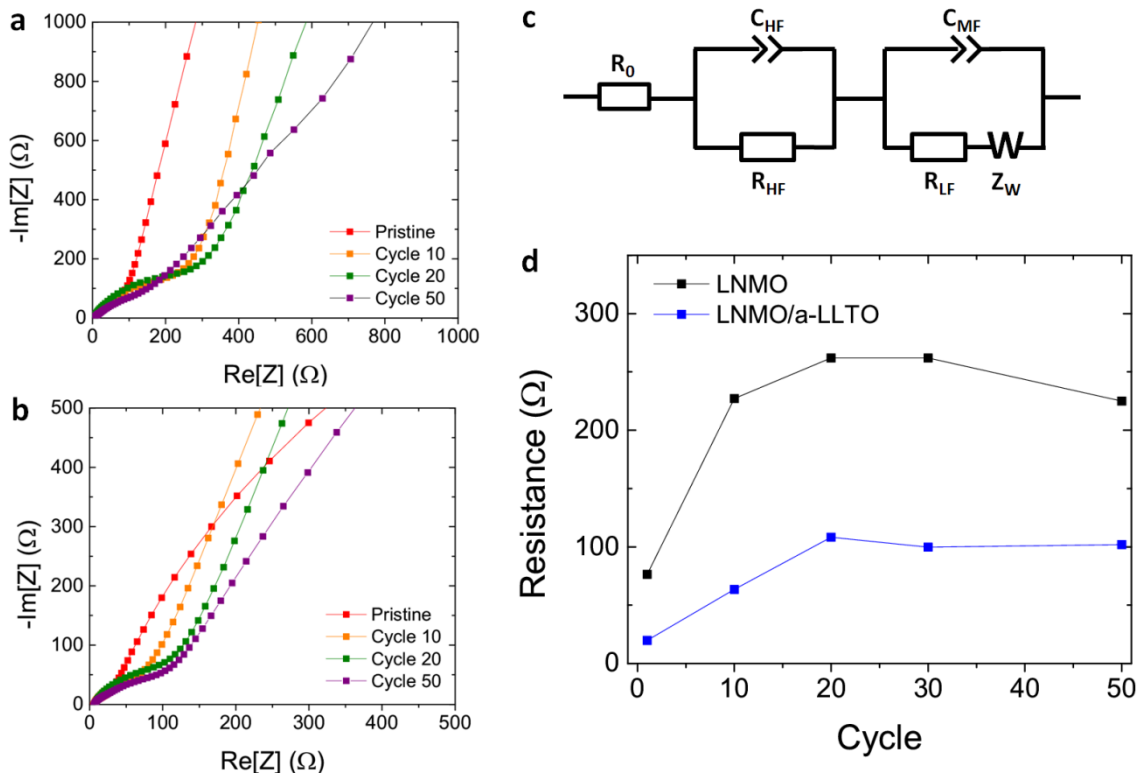 a
1000
800
600
400
200
0
-Im[Z] (Ω)
0 200 400 600 800 1000
Re[Z] (Ω)
Pristine
Cycle 10
Cycle 20
Cycle 50
b
500
400
300
200
100
0
-Im[Z] (Ω)
0 100 200 300 400 500
Re[Z] (Ω)
Pristine
Cycle 10
Cycle 20
Cycle 50
c
R0
CHF
RHF
CMF
RLF
ZW
d
300
200
100
0
Resistance (Ω)
0 10 20 30 40 50
Cycle
LNMO
LNMO/a-LLTO